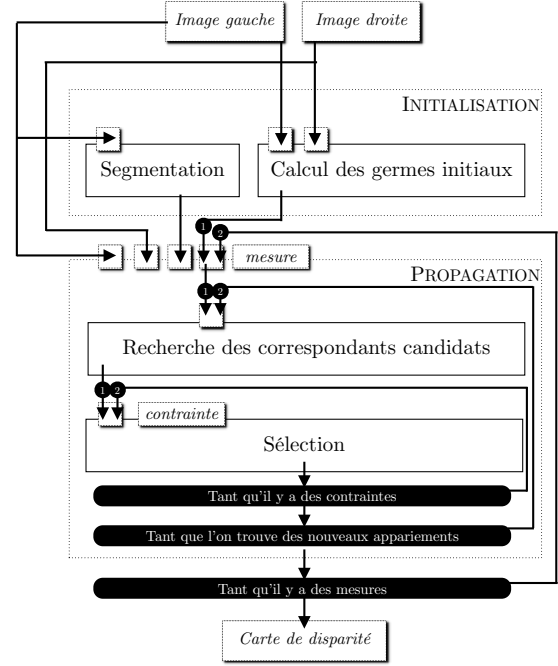 Image gauche
Image droite
INITIALISATION
Segmentation
Calcul des germes initiaux
1
2
mesure
PROPAGATION
1 2
Recherche des correspondants candidats
1 2
contrainte
Sélection
Tant qu'il y a des contraintes
Tant que l'on trouve des nouveaux appariements
Tant qu'il y a des mesures
Carte de disparité